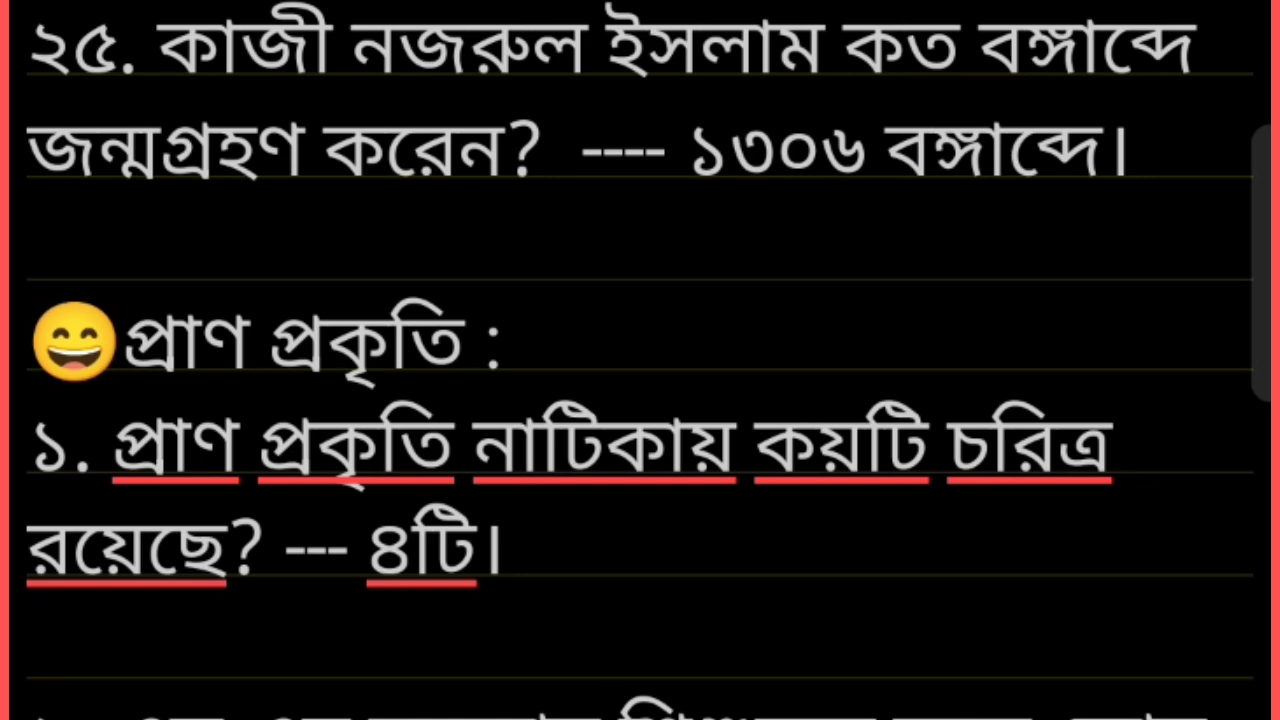 ২৫. কাজী নজরুল ইসলাম কত বঙ্গাব্দে
জন্মগ্রহণ করেন?  ---- ১৩০৬ বঙ্গাব্দে।
😄প্রাণ প্রকৃতি :
১. প্রাণ প্রকৃতি নাটিকায় কয়টি চরিত্র
রয়েছে? --- ৪টি।